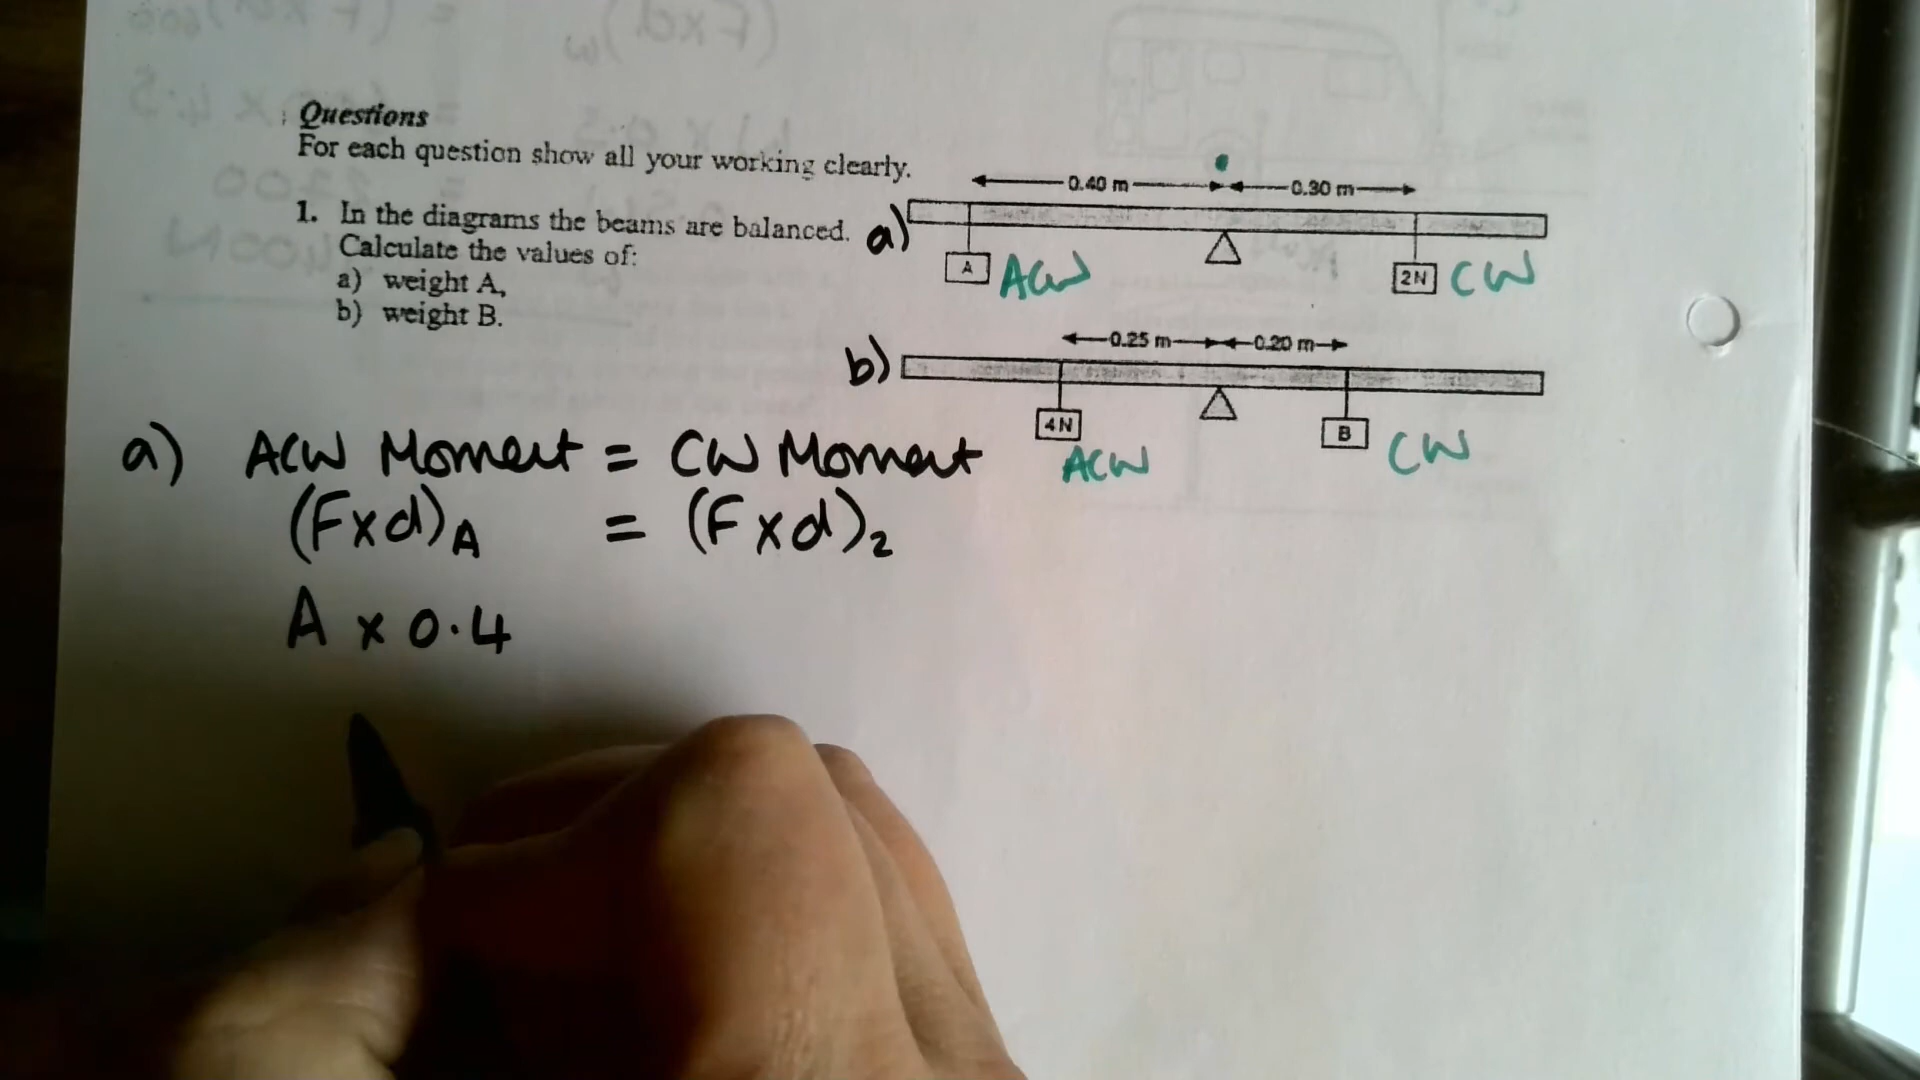 Questions
For each question show all your working clearly.
1. In the diagrams the beams are balanced.
Calculate the values of:
a) weight A,
b) weight B.
a)
0.40 m
0.30 m
A
ACW
2N
CW
b)
0.25 m
0.20 m
4N
ACW
B
CW
a) ACW Moment = CW Moment
(Fxd)A = (Fxd)2
A x 0.4